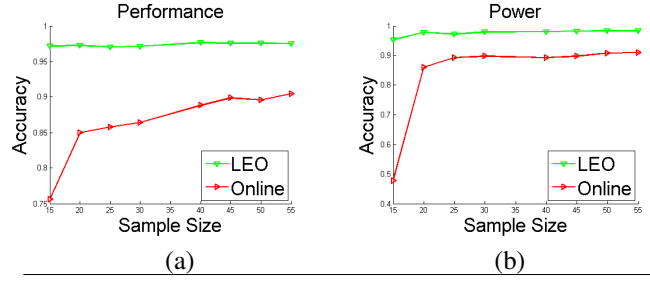 Performance
Accuracy
1
0.95
0.9
0.85
0.8
0.75
15 20 25 30 40 45 50 55
Sample Size
LEO
Online
(a)
Power
Accuracy
1
0.9
0.8
0.7
0.6
0.5
0.4
15 20 25 30 40 45 50 55
Sample Size
LEO
Online
(b)